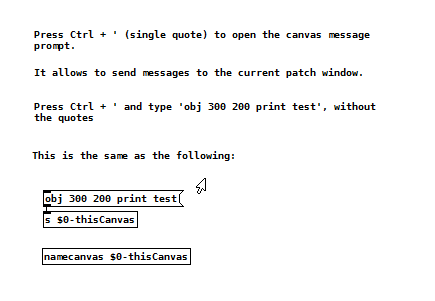 Press Ctrl + ' (single quote) to open the canvas message
prompt.
It allows to send messages to the current patch window.
Press Ctrl + ' and type 'obj 300 200 print test', without
the quotes
This is the same as the following:
obj 300 200 print test
s $0-thisCanvas
namecanvas $0-thisCanvas